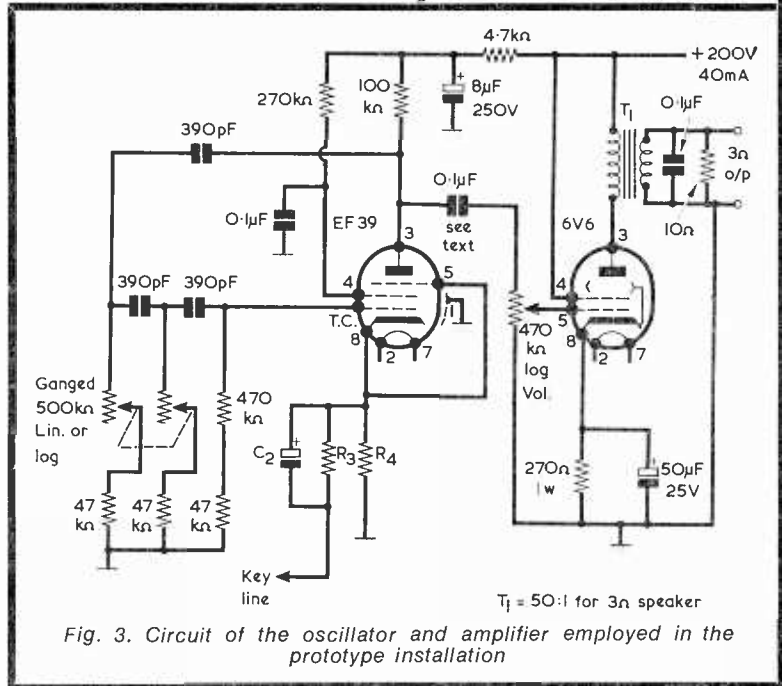 4·7kΩ
+200V
40mA
270kΩ
100
kΩ
8µF
250V
+
T1
0·1µF
390pF
3Ω
o/p
0·1µF
EF39
0·1µF
see
text
6V6
10Ω
3
3
390pF
390pF
4
5
T.C.
1
8
2
7
4
5
8
2
7
470
kΩ
log
Vol.
Ganged
500kΩ
Lin. or
log
470
kΩ
C2
+
R3
R4
270Ω
1w
+
50µF
25V
47
kΩ
47
kΩ
47
kΩ
Key
line
T1 = 50:1 for 3Ω speaker
Fig. 3. Circuit of the oscillator and amplifier employed in the
prototype installation